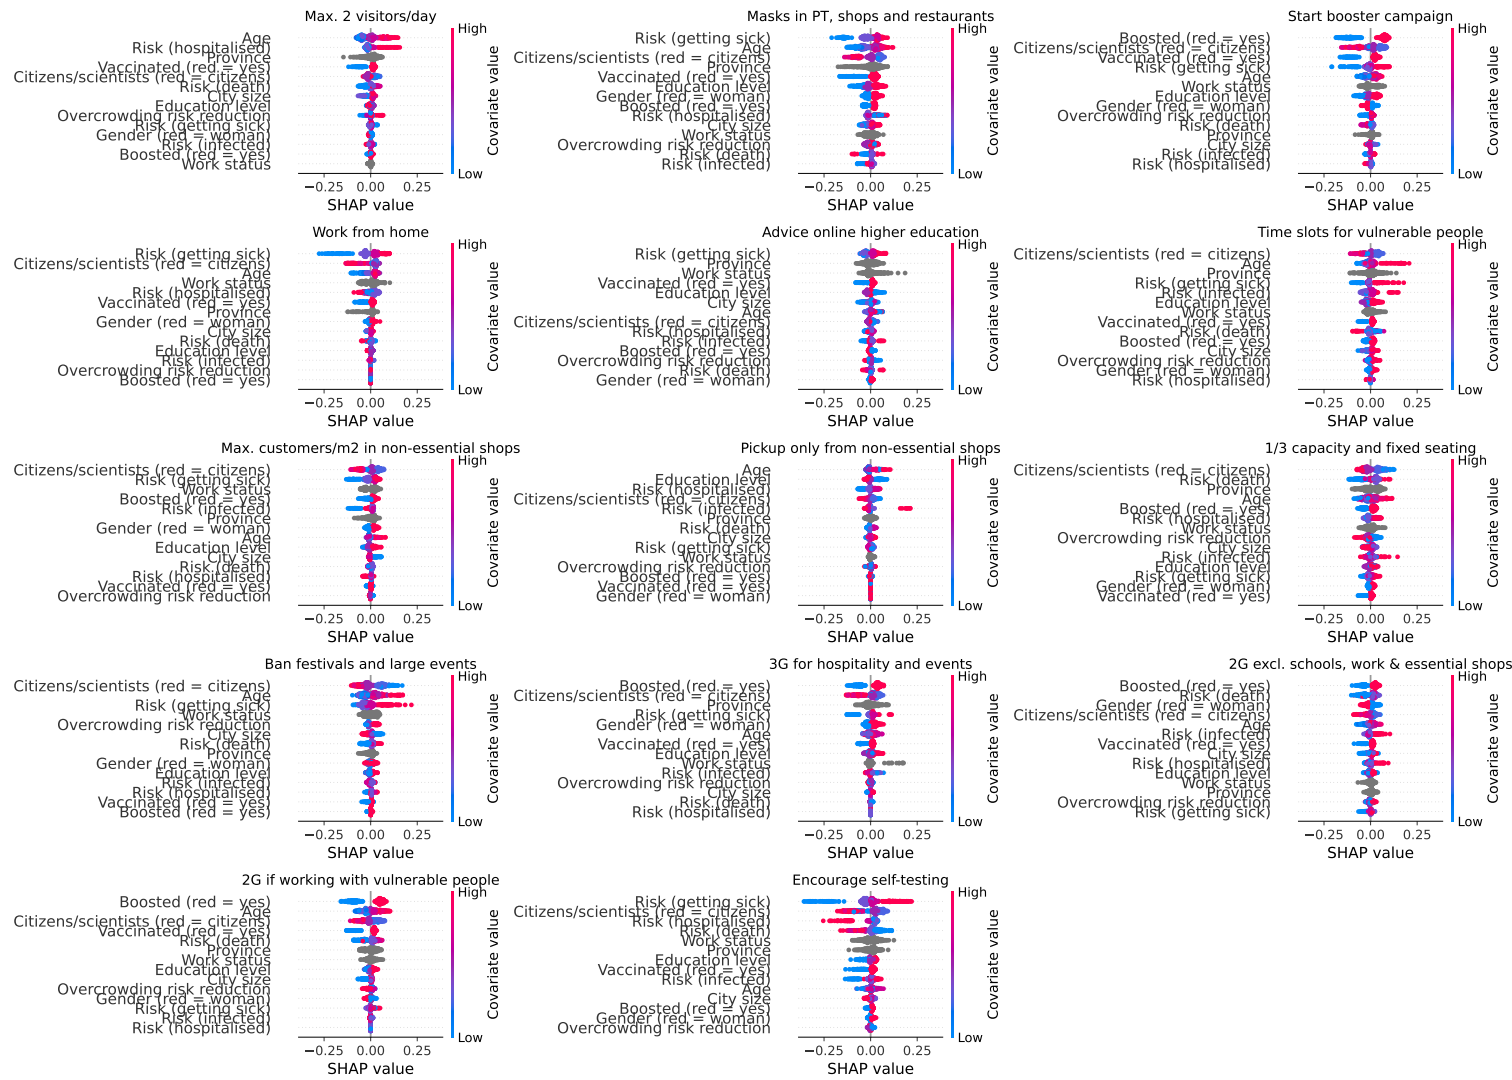 Max. 2 visitors/day
Age
Risk (hospitalised)
Province
Vaccinated (red = yes)
Citizens/scientists (red = citizens)
Risk (death)
City size
Education level
Overcrowding risk reduction
Risk (getting sick)
Gender (red = woman)
Risk (infected)
Boosted (red = yes)
Work status
−0.25 0.00 0.25
SHAP value
High
Low
Covariate value
Masks in PT, shops and restaurants
Risk (getting sick)
Age
Citizens/scientists (red = citizens)
Province
Vaccinated (red = yes)
Education level
Gender (red = woman)
Boosted (red = yes)
Risk (hospitalised)
City size
Work status
Overcrowding risk reduction
Risk (death)
Risk (infected)
−0.25 0.00 0.25
SHAP value
High
Low
Covariate value
Start booster campaign
Boosted (red = yes)
Citizens/scientists (red = citizens)
Vaccinated (red = yes)
Risk (getting sick)
Age
Work status
Education level
Gender (red = woman)
Overcrowding risk reduction
Risk (death)
Province
City size
Risk (infected)
Risk (hospitalised)
−0.25 0.00 0.25
SHAP value
High
Low
Covariate value
Work from home
Risk (getting sick)
Citizens/scientists (red = citizens)
Age
Work status
Risk (hospitalised)
Vaccinated (red = yes)
Province
Gender (red = woman)
City size
Risk (death)
Education level
Risk (infected)
Overcrowding risk reduction
Boosted (red = yes)
−0.25 0.00 0.25
SHAP value
High
Low
Covariate value
Advice online higher education
Risk (getting sick)
Province
Work status
Vaccinated (red = yes)
Education level
City size
Age
Citizens/scientists (red = citizens)
Risk (hospitalised)
Risk (infected)
Boosted (red = yes)
Overcrowding risk reduction
Risk (death)
Gender (red = woman)
−0.25 0.00 0.25
SHAP value
High
Low
Covariate value
Time slots for vulnerable people
Citizens/scientists (red = citizens)
Age
Province
Risk (getting sick)
Risk (infected)
Education level
Work status
Vaccinated (red = yes)
Risk (death)
Boosted (red = yes)
City size
Overcrowding risk reduction
Gender (red = woman)
Risk (hospitalised)
−0.25 0.00 0.25
SHAP value
High
Low
Covariate value
Max. customers/m2 in non-essential shops
Citizens/scientists (red = citizens)
Risk (getting sick)
Work status
Boosted (red = yes)
Risk (infected)
Province
Gender (red = woman)
Age
Education level
City size
Risk (death)
Risk (hospitalised)
Vaccinated (red = yes)
Overcrowding risk reduction
−0.25 0.00 0.25
SHAP value
High
Low
Covariate value
Pickup only from non-essential shops
Age
Education level
Risk (hospitalised)
Citizens/scientists (red = citizens)
Risk (infected)
Province
Risk (death)
City size
Risk (getting sick)
Work status
Overcrowding risk reduction
Boosted (red = yes)
Vaccinated (red = yes)
Gender (red = woman)
−0.25 0.00 0.25
SHAP value
High
Low
Covariate value
1/3 capacity and fixed seating
Citizens/scientists (red = citizens)
Risk (death)
Province
Age
Boosted (red = yes)
Risk (hospitalised)
Work status
Overcrowding risk reduction
City size
Risk (infected)
Education level
Risk (getting sick)
Gender (red = woman)
Vaccinated (red = yes)
−0.25 0.00 0.25
SHAP value
High
Low
Covariate value
Ban festivals and large events
Citizens/scientists (red = citizens)
Age
Risk (getting sick)
Work status
Overcrowding risk reduction
City size
Risk (death)
Province
Gender (red = woman)
Education level
Risk (infected)
Risk (hospitalised)
Vaccinated (red = yes)
Boosted (red = yes)
−0.25 0.00 0.25
SHAP value
High
Low
Covariate value
3G for hospitality and events
Boosted (red = yes)
Citizens/scientists (red = citizens)
Province
Risk (getting sick)
Gender (red = woman)
Age
Vaccinated (red = yes)
Education level
Work status
Risk (infected)
Overcrowding risk reduction
City size
Risk (death)
Risk (hospitalised)
−0.25 0.00 0.25
SHAP value
High
Low
Covariate value
2G excl. schools, work & essential shops
Boosted (red = yes)
Risk (death)
Gender (red = woman)
Citizens/scientists (red = citizens)
Age
Risk (infected)
Vaccinated (red = yes)
City size
Risk (hospitalised)
Education level
Work status
Province
Overcrowding risk reduction
Risk (getting sick)
−0.25 0.00 0.25
SHAP value
High
Low
Covariate value
2G if working with vulnerable people
Boosted (red = yes)
Age
Citizens/scientists (red = citizens)
Vaccinated (red = yes)
Risk (death)
Province
Work status
Education level
City size
Overcrowding risk reduction
Gender (red = woman)
Risk (getting sick)
Risk (infected)
Risk (hospitalised)
−0.25 0.00 0.25
SHAP value
High
Low
Covariate value
Encourage self-testing
Risk (getting sick)
Citizens/scientists (red = citizens)
Risk (hospitalised)
Risk (death)
Work status
Province
Education level
Vaccinated (red = yes)
Risk (infected)
Age
City size
Boosted (red = yes)
Gender (red = woman)
Overcrowding risk reduction
−0.25 0.00 0.25
SHAP value
High
Low
Covariate value